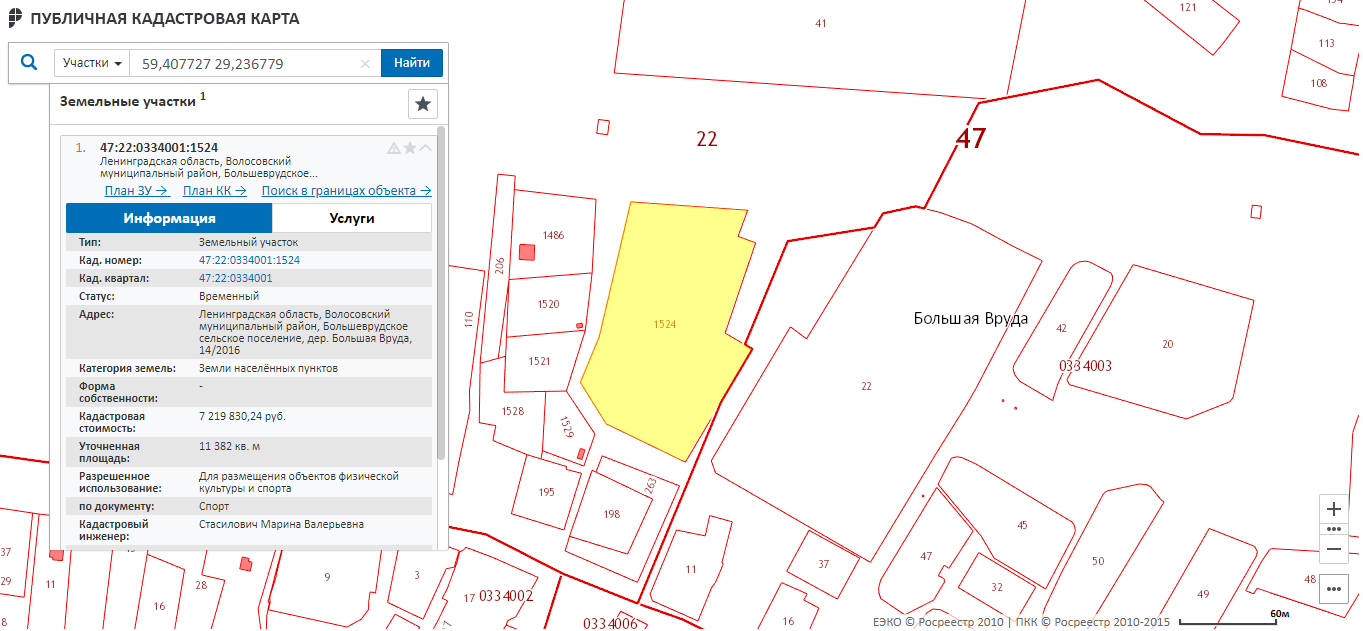 ПУБЛИЧНАЯ КАДАСТРОВАЯ КАРТА
Участки
59,407727 29,236779
×
Найти
Земельные участки 1
1. 47:22:0334001:1524
Ленинградская область, Волосовский
муниципальный район, Большеврудское...
План ЗУ → План КК → Поиск в границах объекта →
Информация Услуги
Тип: Земельный участок
Кад. номер: 47:22:0334001:1524
Кад. квартал: 47:22:0334001
Статус: Временный
Адрес: Ленинградская область, Волосовский
муниципальный район, Большеврудское
сельское поселение, дер. Большая Вруда,
14/2016
Категория земель: Земли населённых пунктов
Форма
собственности: -
Кадастровая
стоимость: 7 219 830,24 руб.
Уточненная
площадь: 11 382 кв. м
Разрешенное
использование: Для размещения объектов физической
культуры и спорта
по документу: Спорт
Кадастровый
инженер: Стасилович Марина Валерьевна
41
121
113
108
22
47
1486
206
1520
110
1524
1521
1528
1529
Большая Вруда
42
20
0334003
22
195
263
198
45
47
32
50
49
48
37
11
16
37
29
8
11
16
28
9
3
17
0334002
0334006
+
•••
−
•••
60м
ЕЭКО © Росреестр 2010 | ПКК © Росреестр 2010-2015